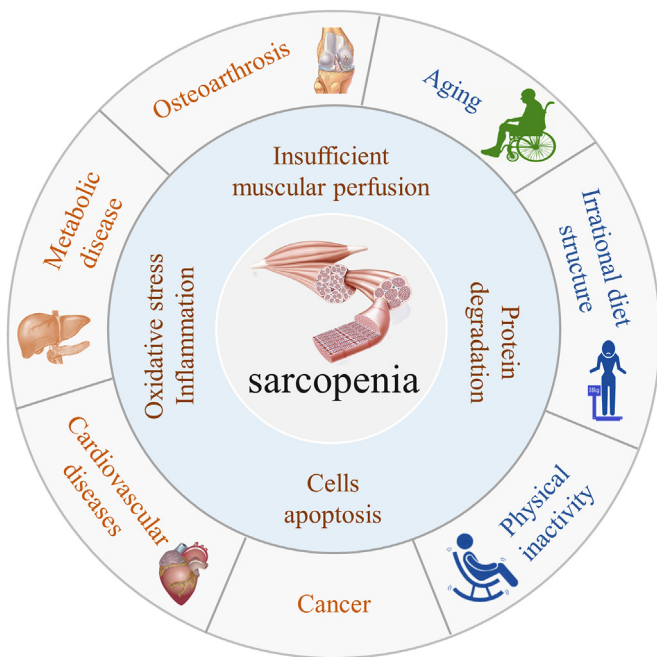 Osteoarthrosis
Aging
Irrational diet
structure
Physical
inactivity
Cancer
Cardiovascular
diseases
Metabolic
disease
Insufficient
muscular perfusion
Protein
degradation
Cells
apoptosis
Oxidative stress
Inflammation
sarcopenia